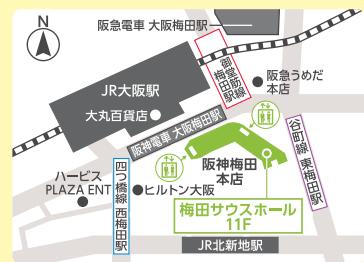 阪急電車 大阪梅田駅
N
御堂筋線
梅田駅
阪急うめだ
本店
JR大阪駅
大丸百貨店
阪神電車 大阪梅田駅
谷町線 東梅田駅
阪神梅田
本店
ハービス
PLAZA ENT
四つ橋線 西梅田駅
ヒルトン大阪
梅田サウスホール
11F
JR北新地駅